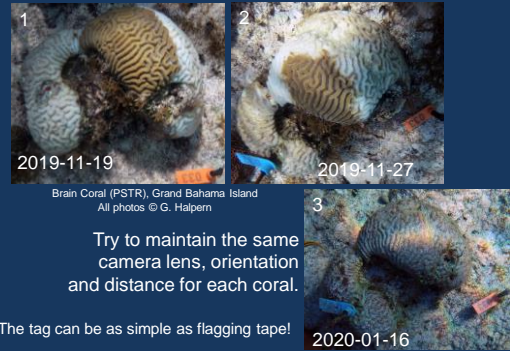 1
2019-11-19
2
2019-11-27
Brain Coral (PSTR), Grand Bahama Island
All photos © G. Halpern
3
2020-01-16
Try to maintain the same
camera lens, orientation
and distance for each coral.
The tag can be as simple as flagging tape!